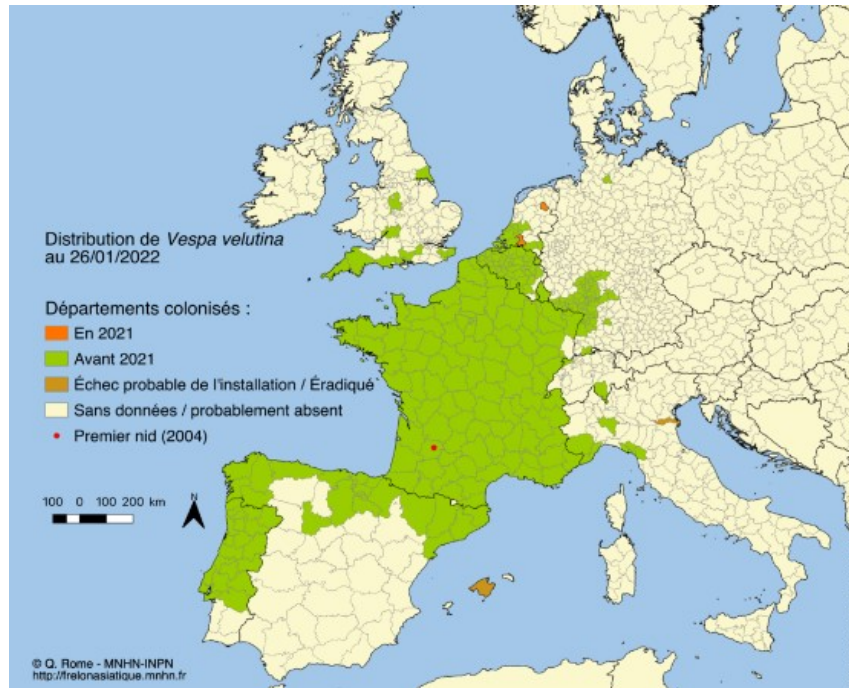 Distribution de Vespa velutina
au 26/01/2022
Départements colonisés :
En 2021
Avant 2021
Échec probable de l'installation / Éradiqué
Sans données / probablement absent
Premier nid (2004)
100 0 100 200 km
N
© Q. Rome - MNHN-INPN
http://frelonasiatique.mnhn.fr